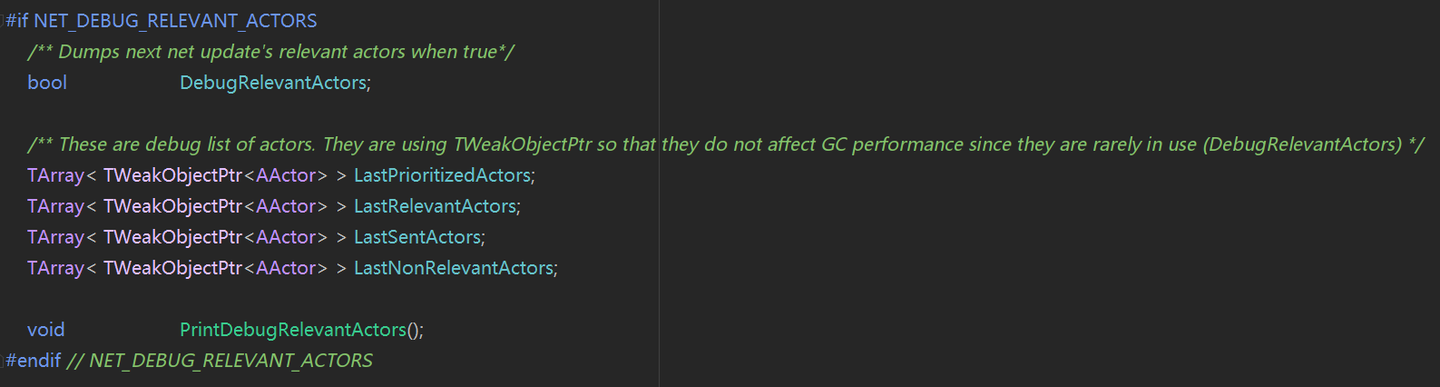 #if NET_DEBUG_RELEVANT_ACTORS
/** Dumps next net update's relevant actors when true*/
bool DebugRelevantActors;
/** These are debug list of actors. They are using TWeakObjectPtr so that they do not affect GC performance since they are rarely in use (DebugRelevantActors) */
TArray< TWeakObjectPtr<AActor> > LastPrioritizedActors;
TArray< TWeakObjectPtr<AActor> > LastRelevantActors;
TArray< TWeakObjectPtr<AActor> > LastSentActors;
TArray< TWeakObjectPtr<AActor> > LastNonRelevantActors;
void PrintDebugRelevantActors();
#endif // NET_DEBUG_RELEVANT_ACTORS